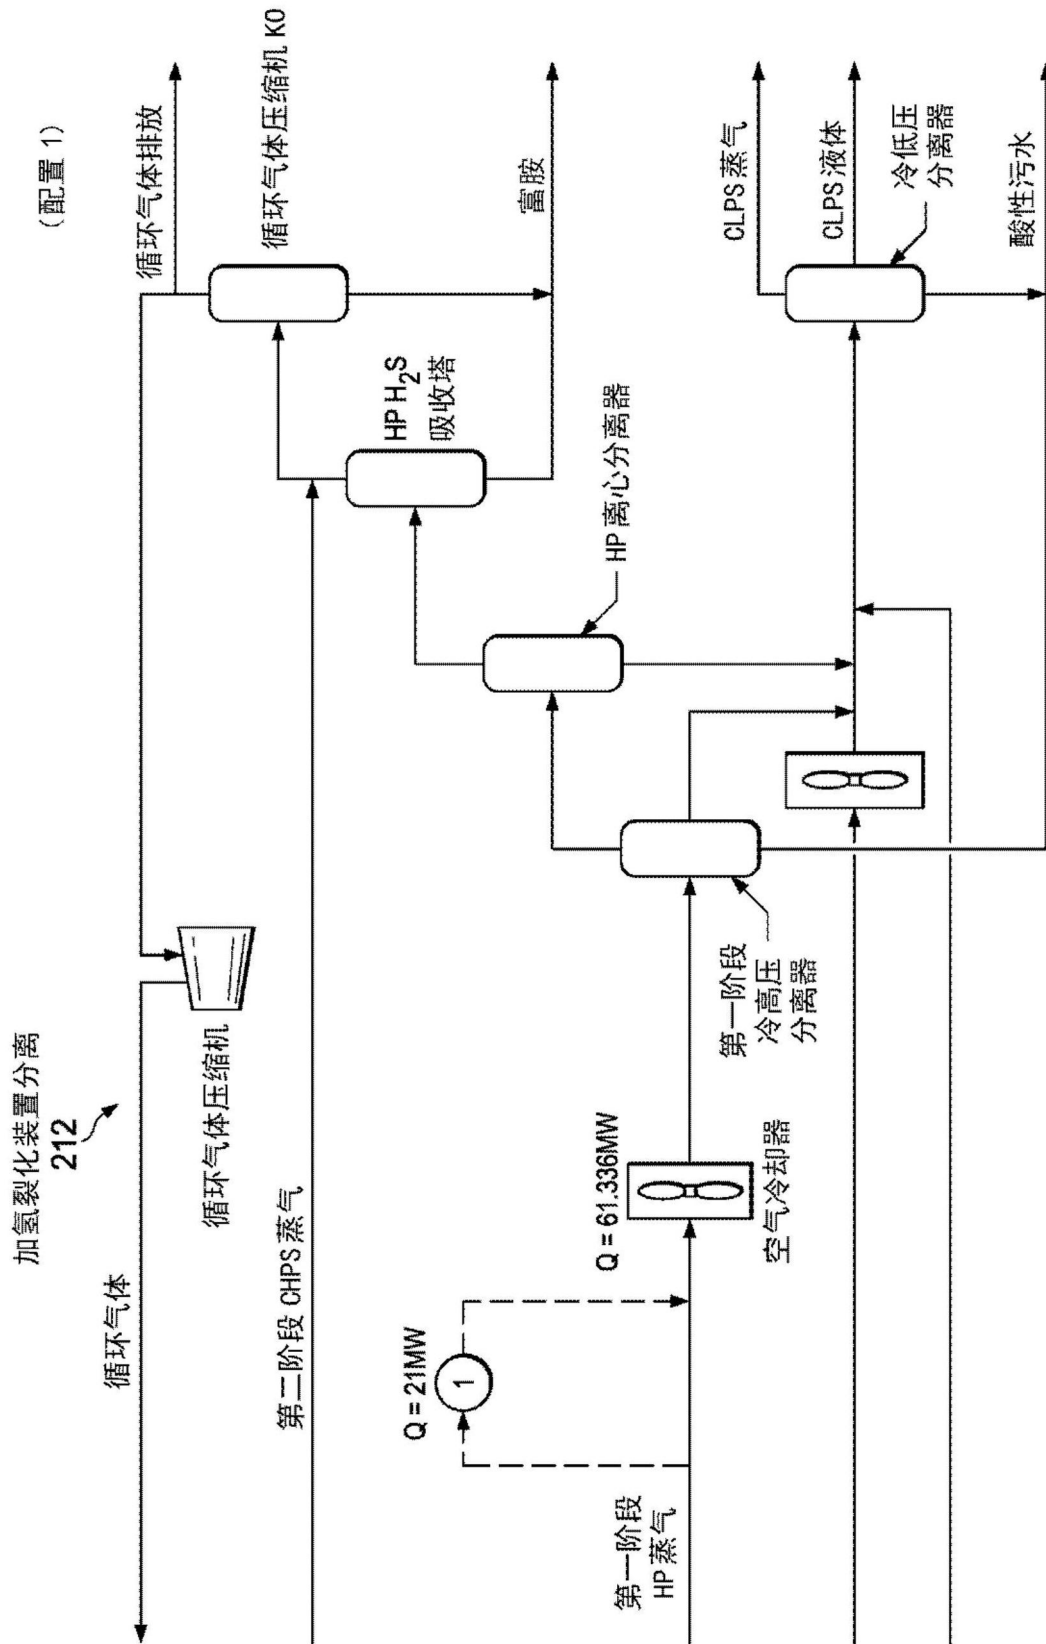 (配置 1)
加氢裂化装置分离
212
循环气体
循环气体压缩机
循环气体排放
循环气体压缩机 KO
第二阶段 CHPS 蒸气
HP H₂S
吸收塔
富胺
Q = 21MW
1
HP 离心分离器
第一阶段
HP 蒸气
Q = 61.336MW
空气冷却器
第一阶段
冷高压
分离器
CLPS 蒸气
CLPS 液体
冷低压
分离器
酸性污水